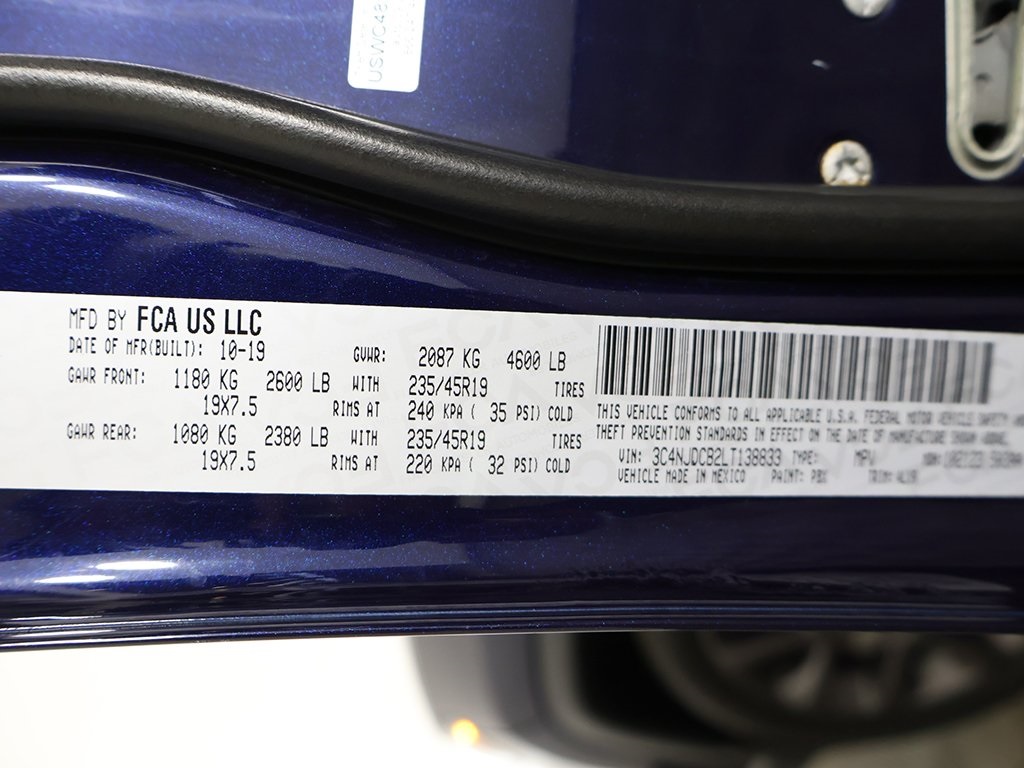 USWC48
MFD BY FCA US LLC
DATE OF MFR(BUILT): 10-19 GVWR: 2087 KG 4600 LB
GAWR FRONT: 1180 KG 2600 LB WITH 235/45R19 TIRES
19X7.5 RIMS AT 240 KPA ( 35 PSI) COLD
GAWR REAR: 1080 KG 2380 LB WITH 235/45R19 TIRES
19X7.5 RIMS AT 220 KPA ( 32 PSI) COLD
THIS VEHICLE CONFORMS TO ALL APPLICABLE U.S.A. FEDERAL MOTOR VEHICLE SAFETY
THEFT PREVENTION STANDARDS IN EFFECT ON THE DATE OF MANUFACTURE SHOWN ABOVE.
VIN: 3C4NJDCB2LT138833 TYPE: MPV
VEHICLE MADE IN MEXICO PAINT: PBX TRIM: